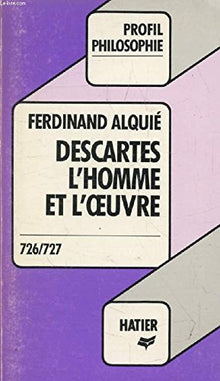 PROFIL
PHILOSOPHIE
FERDINAND ALQUIÉ
DESCARTES
L'HOMME
ET L'ŒUVRE
726/727
HATIER